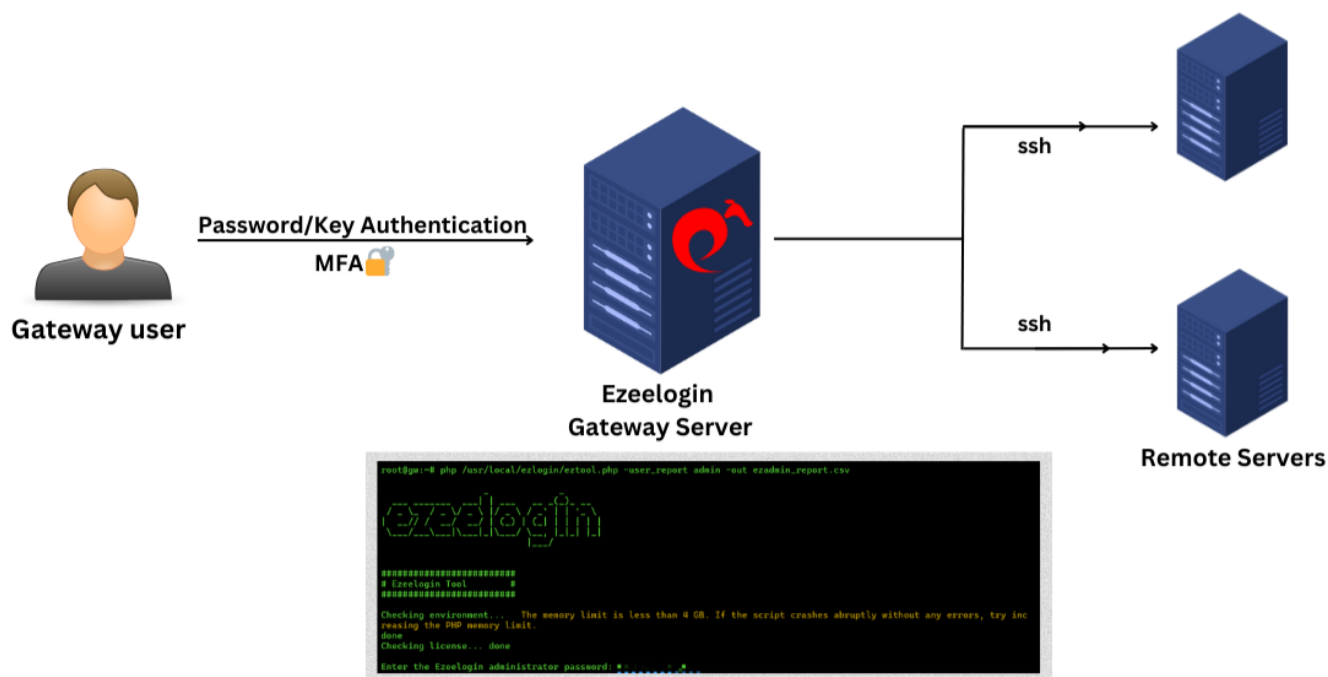 ssh
Password/Key Authentication
MFA
Gateway user
ssh
Ezeelogin
Gateway Server
Remote Servers
root@gw:~# php /usr/local/ezlogin/eztool.php -user_report admin -out ezadmin_report.csv
ezeelogin
##########################
# Ezeelogin Tool #
##########################
Checking environment... The memory limit is less than 4 GB. If the script crashes abruptly without any errors, try inc
reasing the PHP memory limit.
done
Checking license... done
Enter the Ezeelogin administrator password: